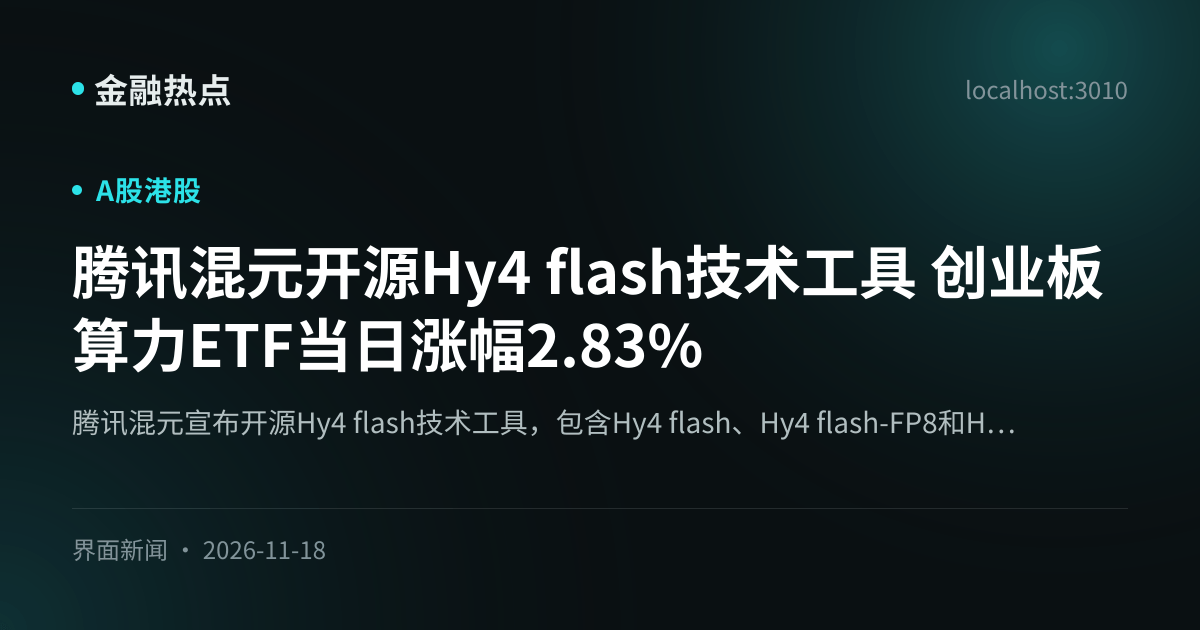 金融热点
localhost:3010
A股港股
腾讯混元开源Hy4 flash技术工具 创业板
算力ETF当日涨幅2.83%
腾讯混元宣布开源Hy4 flash技术工具，包含Hy4 flash、Hy4 flash-FP8和H…
界面新闻 • 2026-11-18